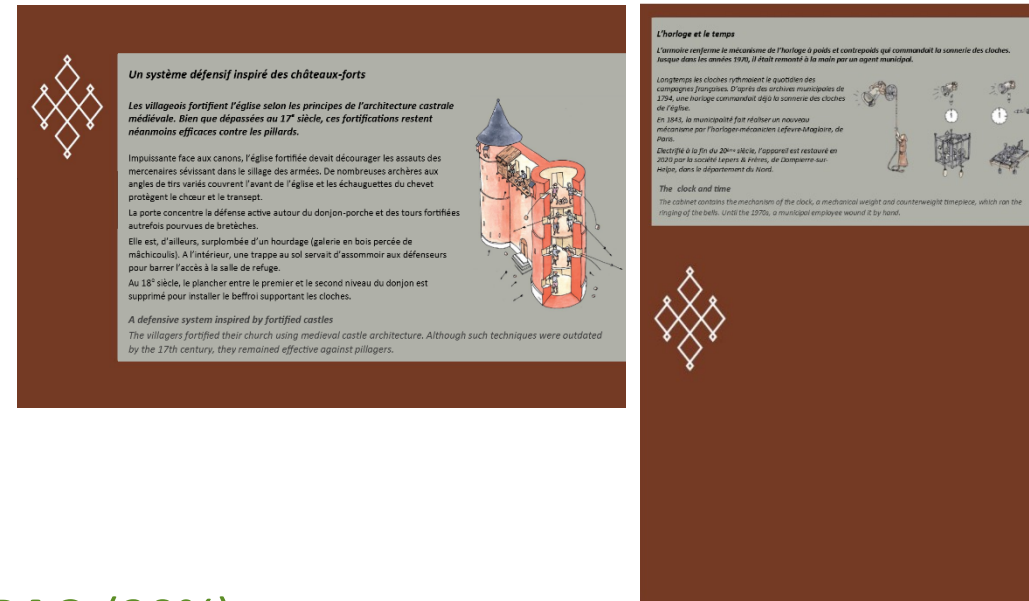 Un système défensif inspiré des châteaux-forts
Les villageois fortifient l'église selon les principes de l'architecture castrale
médiévale. Bien que dépassées au 17e siècle, ces fortifications restent
néanmoins efficaces contre les pillards.
Impuissante face aux canons, l'église fortifiée devait décourager les assauts des
mercenaires sévissant dans le sillage des armées. De nombreuses archères aux
angles de tirs variés couvrent l'avant de l'église et les échauguettes du chevet
protègent le chœur et le transept.
La porte concentre la défense active autour du donjon-porche et des tours fortifiées
autrefois pourvues de bretèches.
Elle est, d'ailleurs, surplombée d'un hourdage (galerie en bois percée de
mâchicoulis). A l'intérieur, une trappe au sol servait d'assommoir aux défenseurs
pour barrer l'accès à la salle de refuge.
Au 18e siècle, le plancher entre le premier et le second niveau du donjon est
supprimé pour installer le beffroi supportant les cloches.
A defensive system inspired by fortified castles
The villagers fortified their church using medieval castle architecture. Although such techniques were outdated
by the 17th century, they remained effective against pillagers.
L'horloge et le temps
L'armoire renferme le mécanisme de l'horloge à poids et contrepoids qui commandait la sonnerie des cloches.
Jusque dans les années 1970, il était remonté à la main par un agent municipal.
Longtemps les cloches rythmaient le quotidien des
campagnes françaises. D'après des archives municipales de
1794, une horloge commandait déjà la sonnerie des cloches
de l'église.
En 1843, la municipalité fait réaliser un nouveau
mécanisme par l'horloger-mécanicien Lefevre-Magloire, de
Paris.
Électrifié à la fin du 20ème siècle, l'appareil est restauré en
2020 par la société Lepers & Frères, de Dompierre-sur-
Helpe, dans le département du Nord.
The clock and time
The cabinet contains the mechanism of the clock, a mechanical weight and counterweight timepiece, which ran the
ringing of the bells. Until the 1970s, a municipal employee wound it by hand.